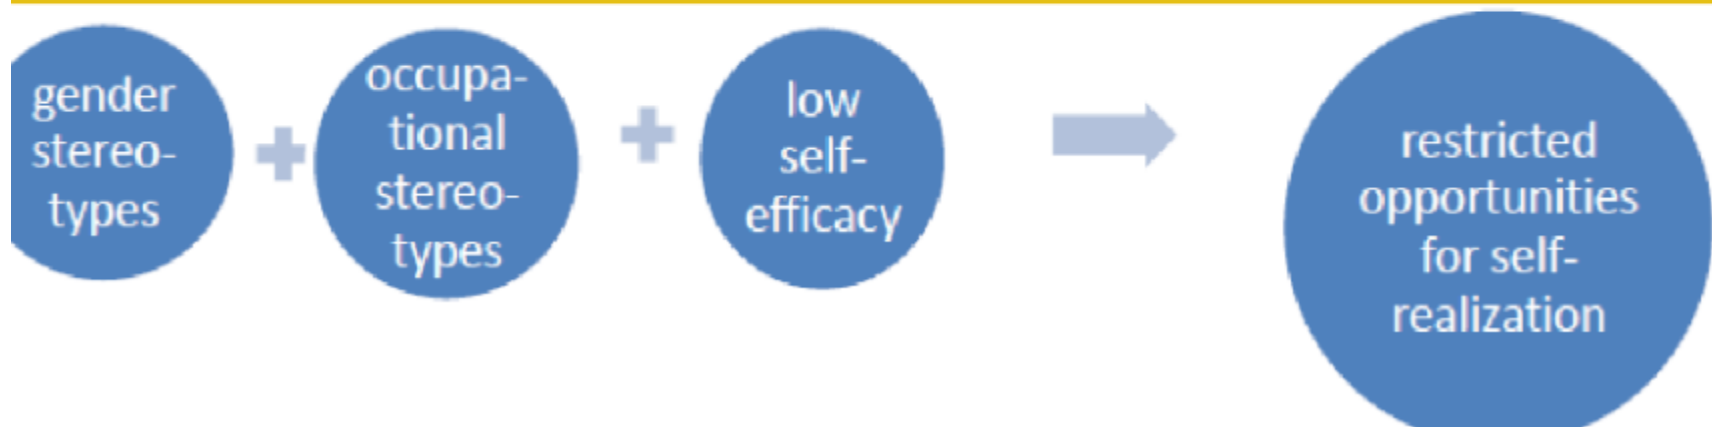 gender
stereo-
types
occupa-
tional
stereo-
types
low
self-
efficacy
restricted
opportunities
for self-
realization